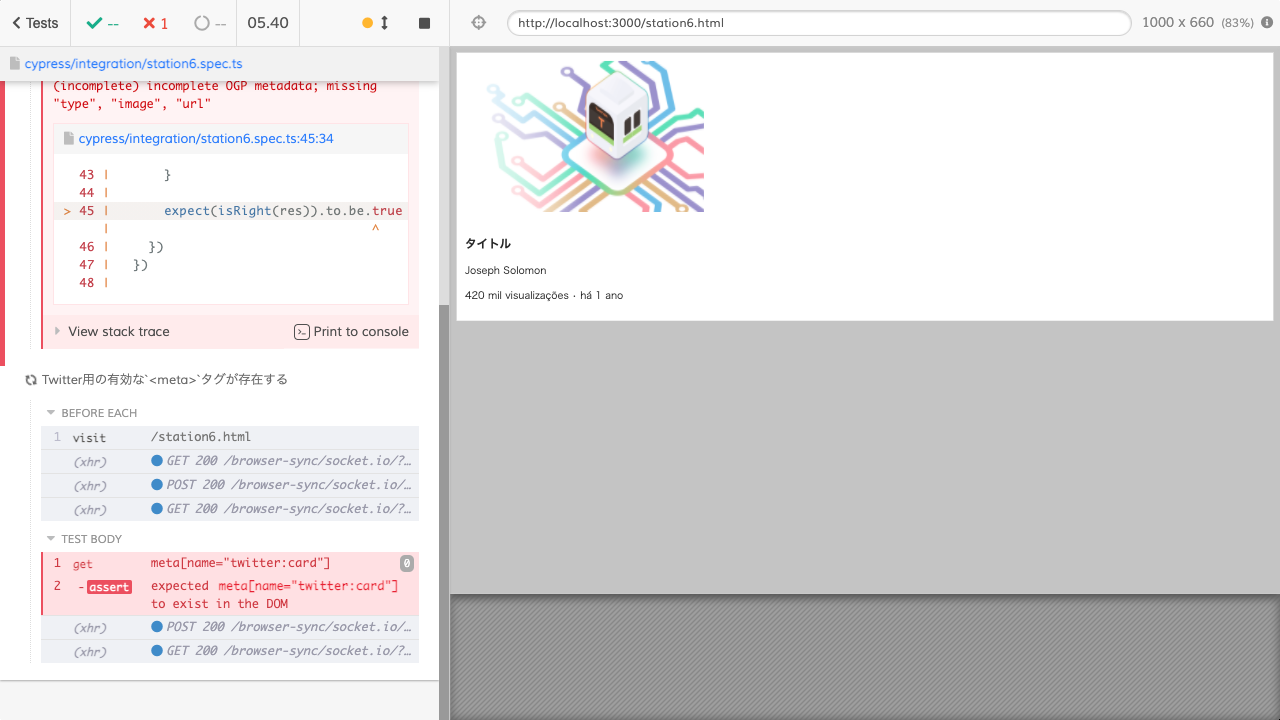 Tests
--
1
--
05.40
http://localhost:3000/station6.html
1000 x 660 (83%)
cypress/integration/station6.spec.ts
(incomplete) incomplete OGP metadata; missing
"type", "image", "url"
cypress/integration/station6.spec.ts:45:34
43 | }
44 |
> 45 | expect(isRight(res)).to.be.true
| ^
46 | })
47 | })
48 |
View stack trace
Print to console
Twitter用の有効な`<meta>`タグが存在する
BEFORE EACH
1 visit /station6.html
(xhr) GET 200 /browser-sync/socket.io/?…
(xhr) POST 200 /browser-sync/socket.io/?…
(xhr) GET 200 /browser-sync/socket.io/?…
TEST BODY
1 get meta[name="twitter:card"] 0
2 -assert expected meta[name="twitter:card"]
to exist in the DOM
(xhr) POST 200 /browser-sync/socket.io/…
(xhr) GET 200 /browser-sync/socket.io/?…
T
タイトル
Joseph Solomon
420 mil visualizações · há 1 ano